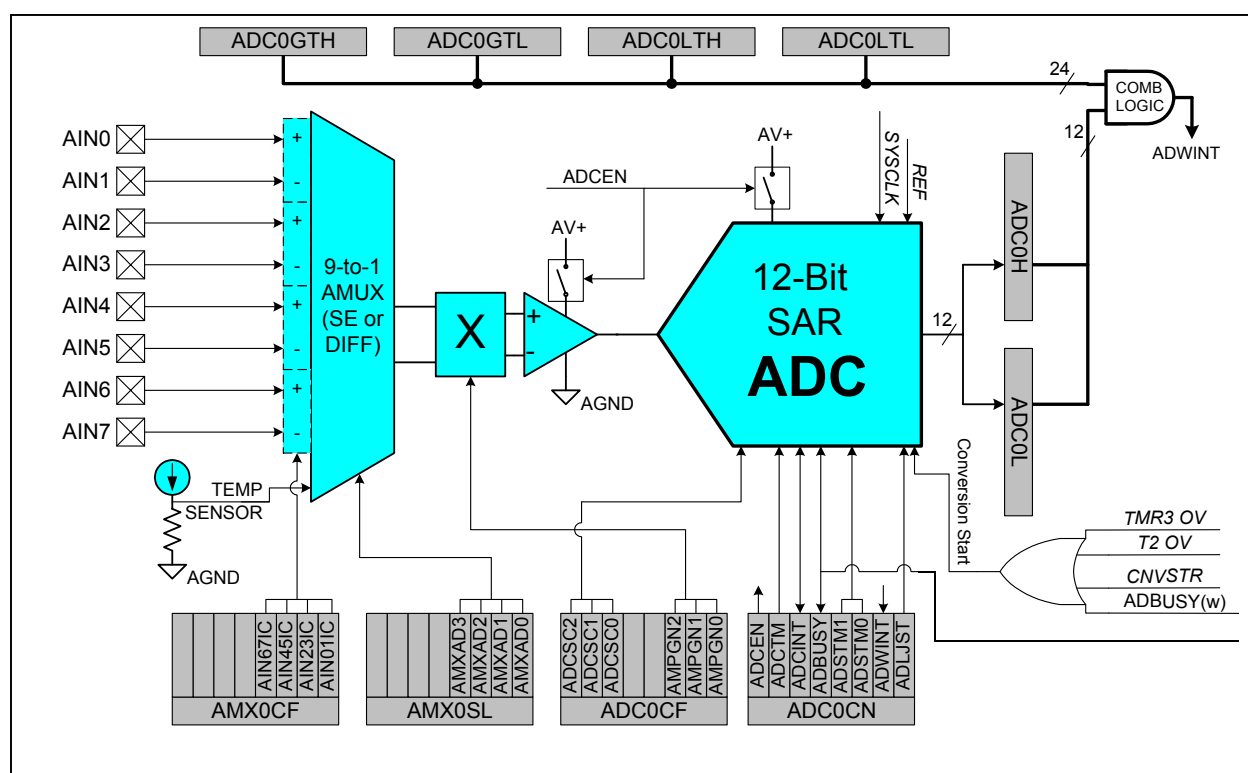 ADC0GTH
ADC0GTL
ADC0LTH
ADC0LTL
24
COMB
LOGIC
12
ADWINT
AIN0
AIN1
AIN2
AIN3
AIN4
AIN5
AIN6
AIN7
+
-
+
-
+
-
+
-
9-to-1
AMUX
(SE or
DIFF)
TEMP
SENSOR
AGND
X
+
-
AV+
AGND
ADCEN
AV+
SYSCLK
REF
12-Bit
SAR
ADC
12
ADC0H
ADC0L
Conversion Start
TMR3 OV
T2 OV
CNVSTR
ADBUSY(w)
AIN67IC
AIN45IC
AIN23IC
AIN01IC
AMX0CF
AMXAD3
AMXAD2
AMXAD1
AMXAD0
AMX0SL
ADCSC2
ADCSC1
ADCSC0
AMPGN2
AMPGN1
AMPGN0
ADC0CF
ADCEN
ADCTM
ADCINT
ADBUSY
ADSTM1
ADSTM0
ADWINT
ADLJST
ADC0CN